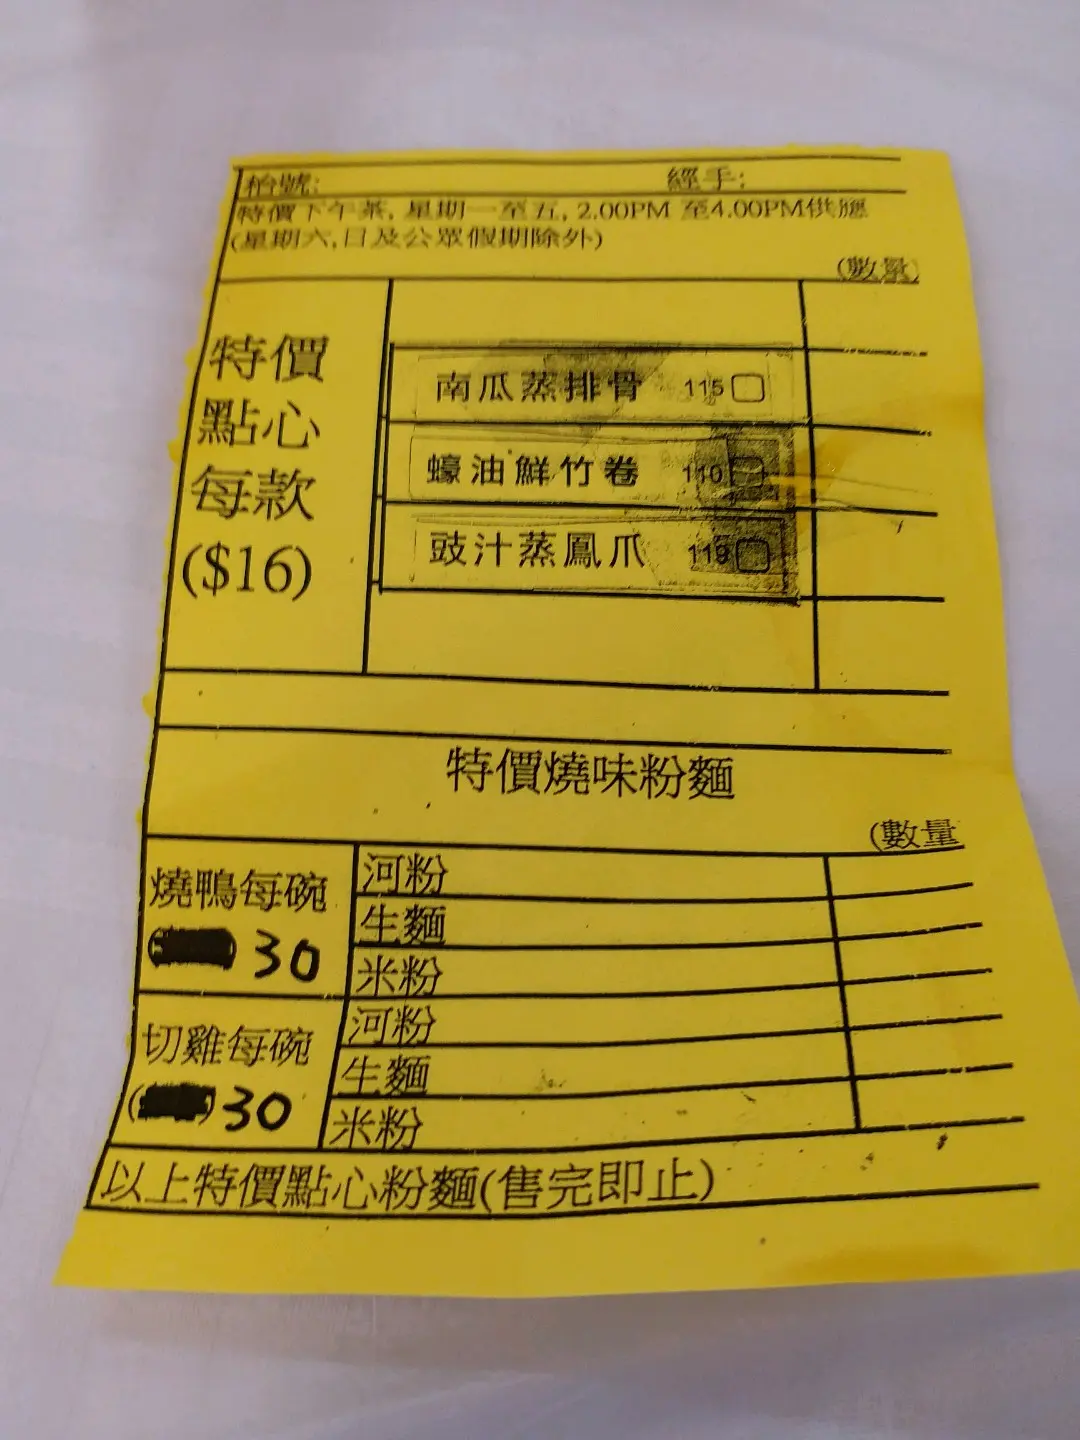 枱號: 經手:
特價下午茶, 星期一至五, 2.00PM 至4.00PM供應
(星期六,日及公眾假期除外)
(數量)
特價
點心
每款
($16)
南瓜蒸排骨 115
蠔油鮮竹卷 110
豉汁蒸鳳爪 119
特價燒味粉麵
(數量
燒鴨每碗
30
河粉
生麵
米粉
切雞每碗
( )30
河粉
生麵
米粉
以上特價點心粉麵(售完即止)